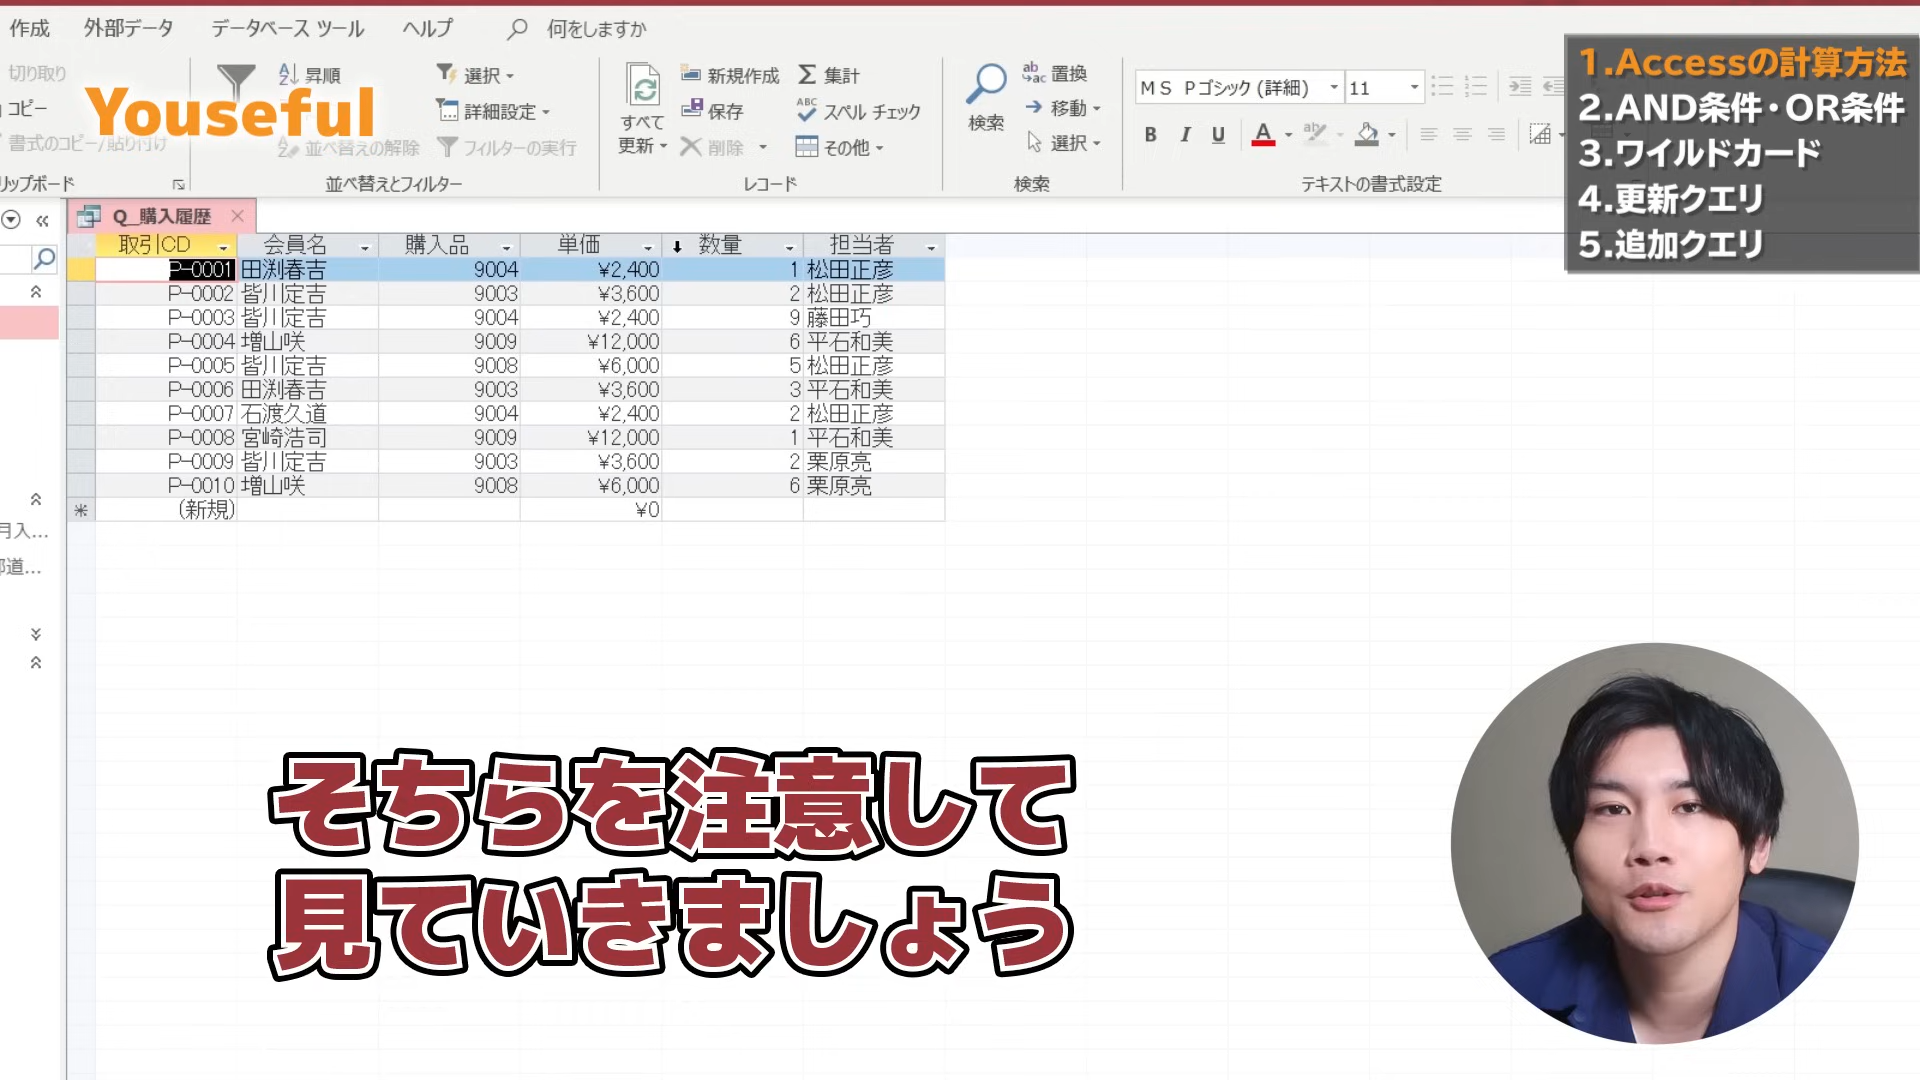 作成 外部データ データベース ツール ヘルプ 何をしますか
切り取り
コピー
書式のコピー/貼り付け
リップボード
Youseful
昇順
並べ替えの解除
選択
詳細設定
フィルターの実行
並べ替えとフィルター
すべて
更新
新規作成
保存
削除
集計
スペル チェック
その他
レコード
検索
置換
移動
選択
検索
MS Pゴシック (詳細) 11
B I U A
テキストの書式設定
1.Accessの計算方法
2.AND条件・OR条件
3.ワイルドカード
4.更新クエリ
5.追加クエリ
Q_購入履歴
取引CD 会員名 購入品 単価 数量 担当者
P-0001 田渕春吉 9004 ¥2,400 1 松田正彦
P-0002 皆川定吉 9003 ¥3,600 2 松田正彦
P-0003 皆川定吉 9004 ¥2,400 9 藤田巧
P-0004 増山咲 9009 ¥12,000 6 平石和美
P-0005 皆川定吉 9008 ¥6,000 5 松田正彦
P-0006 田渕春吉 9003 ¥3,600 3 平石和美
P-0007 石渡久道 9004 ¥2,400 2 松田正彦
P-0008 宮崎浩司 9009 ¥12,000 1 平石和美
P-0009 皆川定吉 9003 ¥3,600 2 栗原亮
P-0010 増山咲 9008 ¥6,000 6 栗原亮
(新規) ¥0
月入...
道...
そちらを注意して
見ていきましょう